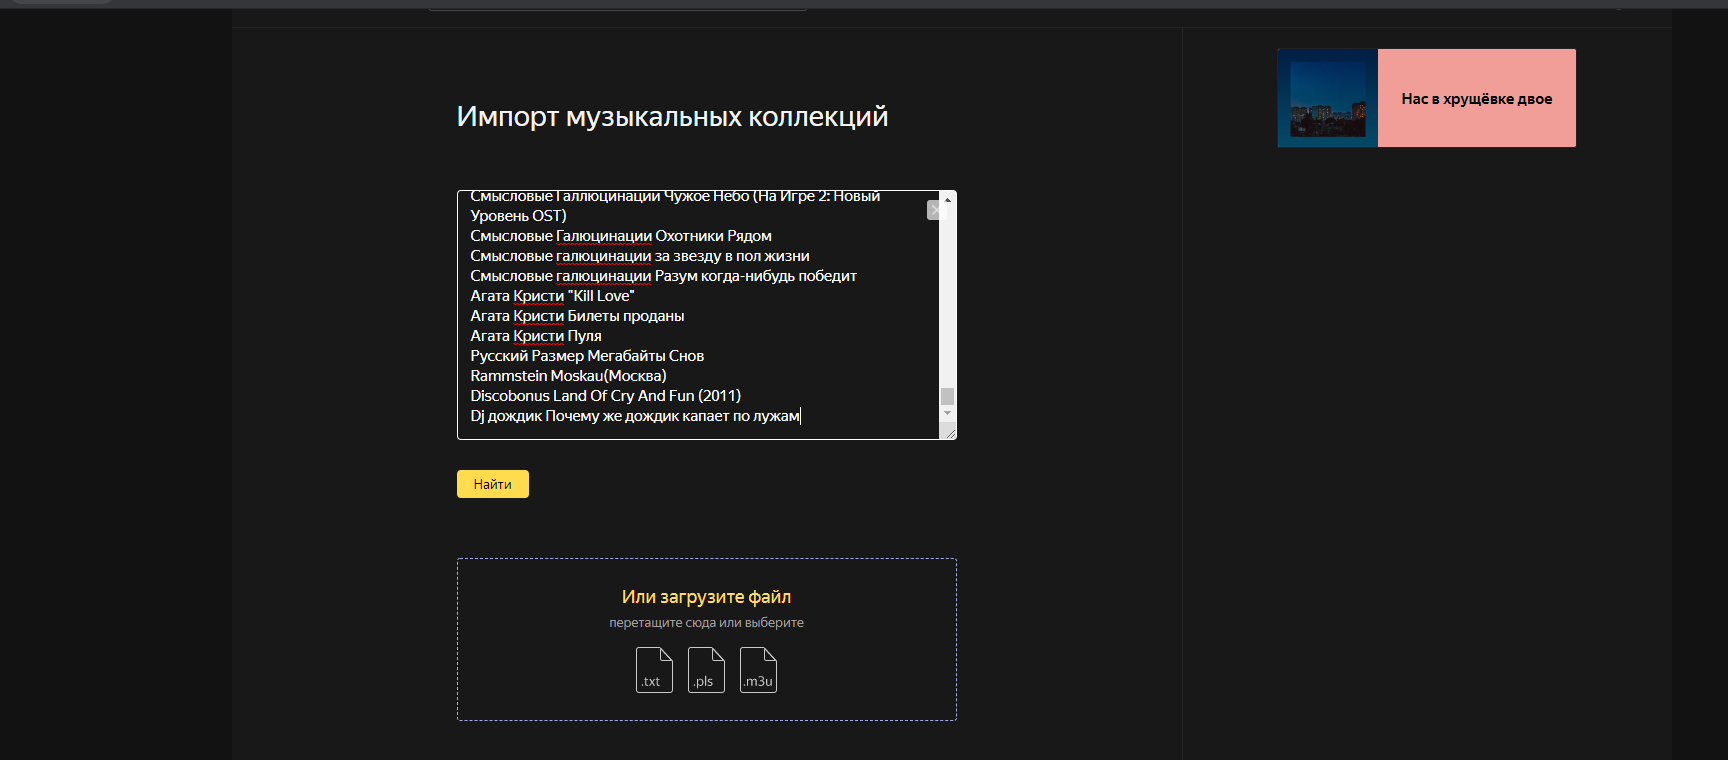 Импорт музыкальных коллекций
Нас в хрущёвке двое
Смысловые Галлюцинации Чужое Небо (На Игре 2: Новый
Уровень OST)
Смысловые Галюцинации Охотники Рядом
Смысловые галюцинации за звезду в пол жизни
Смысловые галюцинации Разум когда-нибудь победит
Агата Кристи "Kill Love"
Агата Кристи Билеты проданы
Агата Кристи Пуля
Русский Размер Мегабайты Снов
Rammstein Moskau(Москва)
Discobonus Land Of Cry And Fun (2011)
Dj дождик Почему же дождик капает по лужам
Найти
Или загрузите файл
перетащите сюда или выберите
.txt .pls .m3u